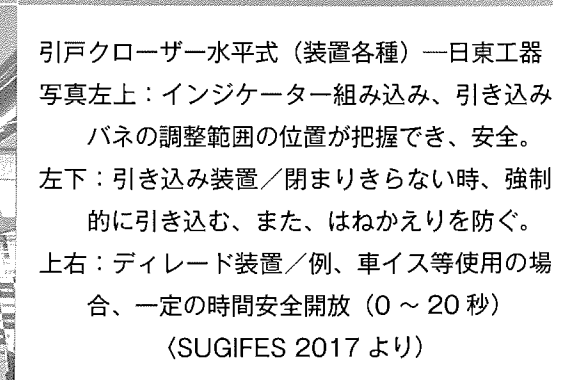 引戸クローザー水平式（装置各種）―日東工器
写真左上：インジケーター組み込み、引き込み
バネの調整範囲の位置が把握でき、安全。
左下：引き込み装置／閉まりきらない時、強制
的に引き込む、また、はねかえりを防ぐ。
上右：ディレード装置／例、車イス等使用の場
合、一定の時間安全開放（0 〜 20 秒）
〈SUGIFES 2017 より）